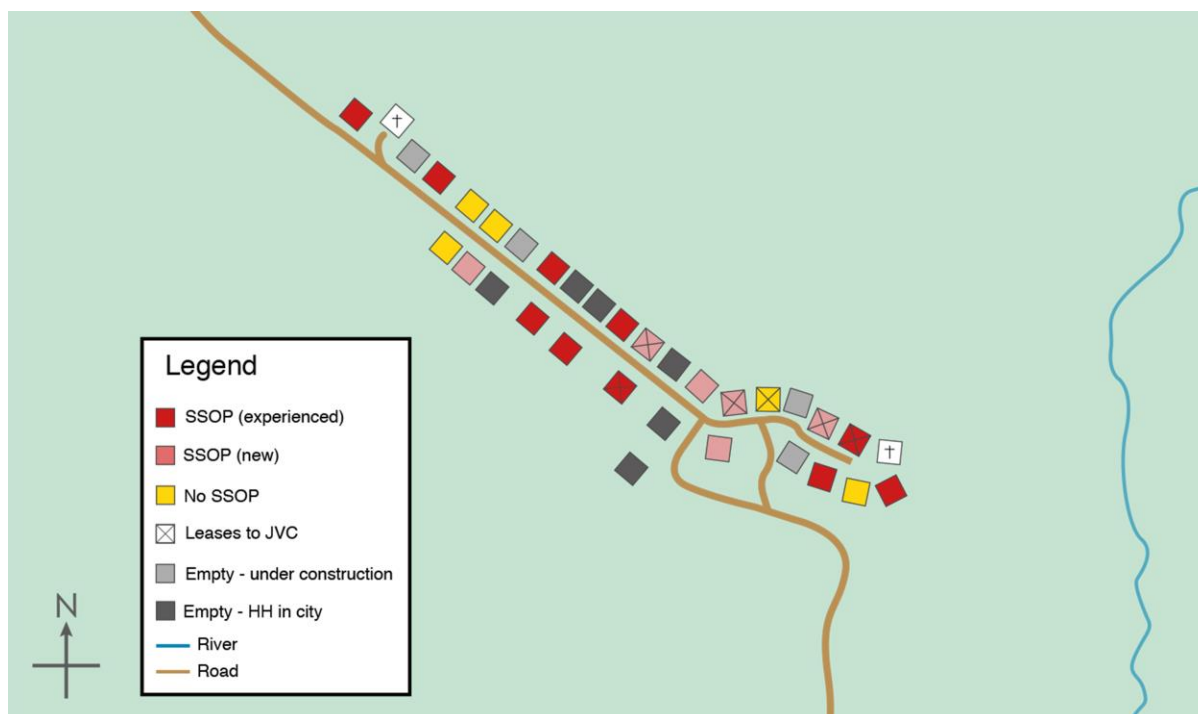 Legend
SSOP (experienced)
SSOP (new)
No SSOP
Leases to JVC
Empty - under construction
Empty - HH in city
River
Road
N